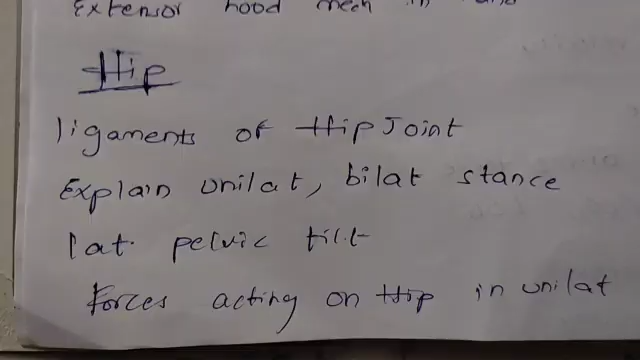 Extensor hood mech in
Hip
ligaments of Hip Joint
Explain unilat, bilat stance
lat. pelvic tilt
Forces acting on Hip in unilat